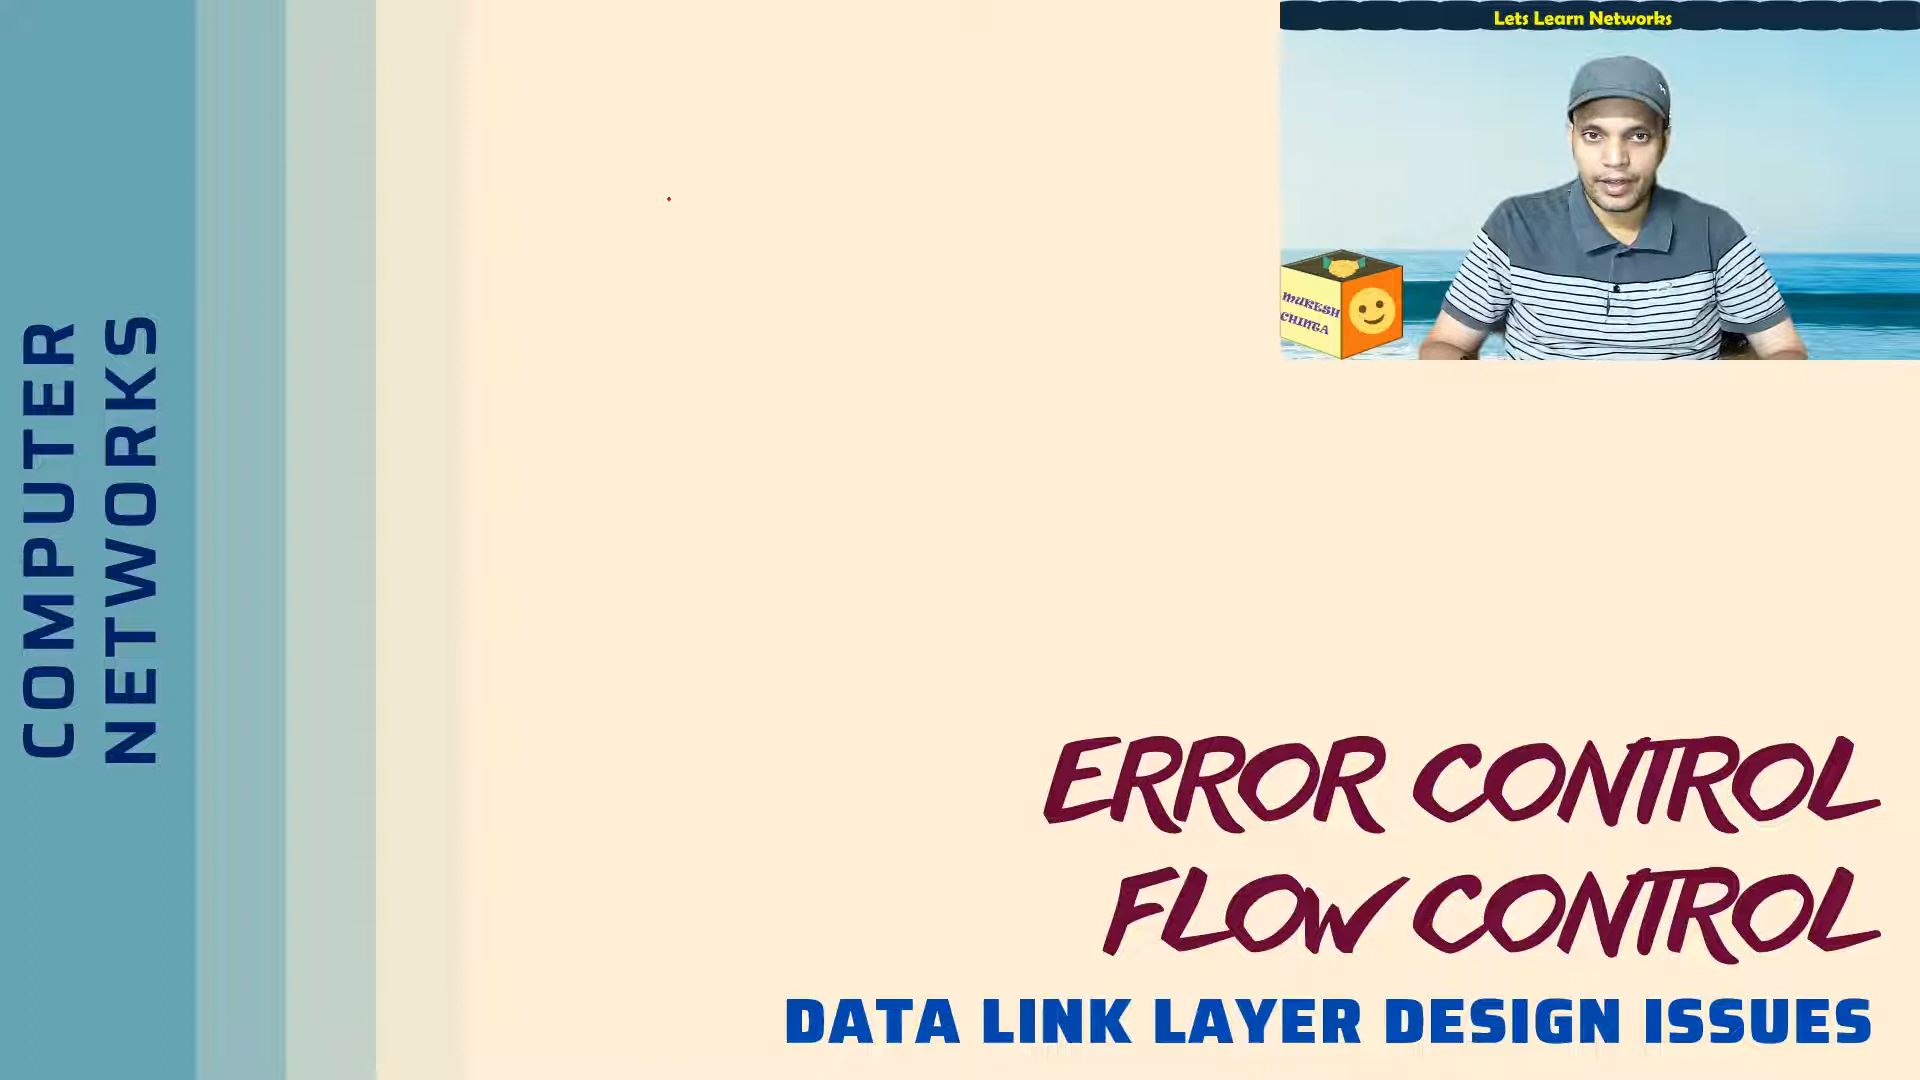 Lets Learn Networks
MUKESH
CHINTA
COMPUTER
NETWORKS
ERROR CONTROL
FLOW CONTROL
DATA LINK LAYER DESIGN ISSUES